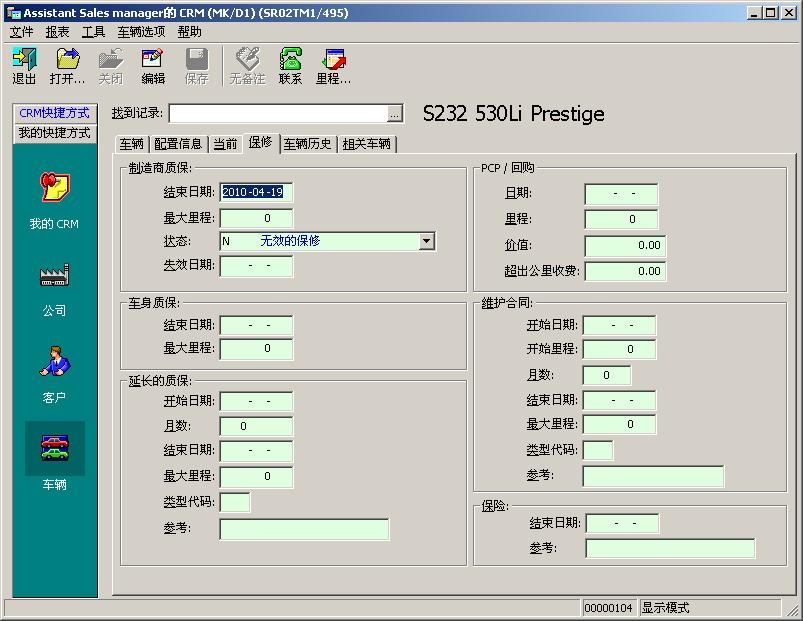 Assistant Sales manager的 CRM (MK/D1) (SR02TM1/495)
文件 报表 工具 车辆选项 帮助
退出 打开... 关闭 编辑 保存 无备注 联系 里程...
CRM快捷方式
我的快捷方式
我的 CRM
公司
客户
车辆
找到记录: ... S232 530Li Prestige
车辆 配置信息 当前 保修 车辆历史 相关车辆
制造商质保:
结束日期: 2010-04-19
最大里程: 0
状态: N 无效的保修
失效日期: - -
车身质保:
结束日期: - -
最大里程: 0
延长的质保:
开始日期: - -
月数: 0
结束日期: - -
最大里程: 0
类型代码:
参考:
PCP / 回购
日期: - -
里程: 0
价值: 0.00
超出公里收费: 0.00
维护合同:
开始日期: - -
开始里程: 0
月数: 0
结束日期: - -
最大里程: 0
类型代码:
参考:
保险:
结束日期: - -
参考:
00000104 显示模式